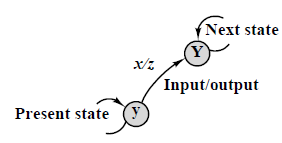 Next state
Y
x/z
Input/output
Present state
y